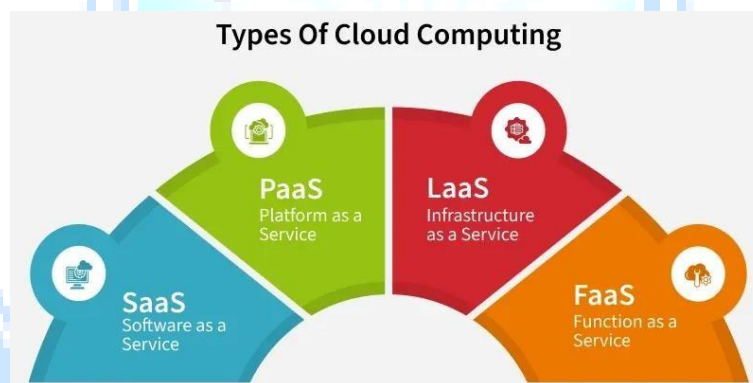 Types Of Cloud Computing
PaaS
Platform as a
Service
LaaS
Infrastructure
as a Service
SaaS
Software as a
Service
FaaS
Function as a
Service